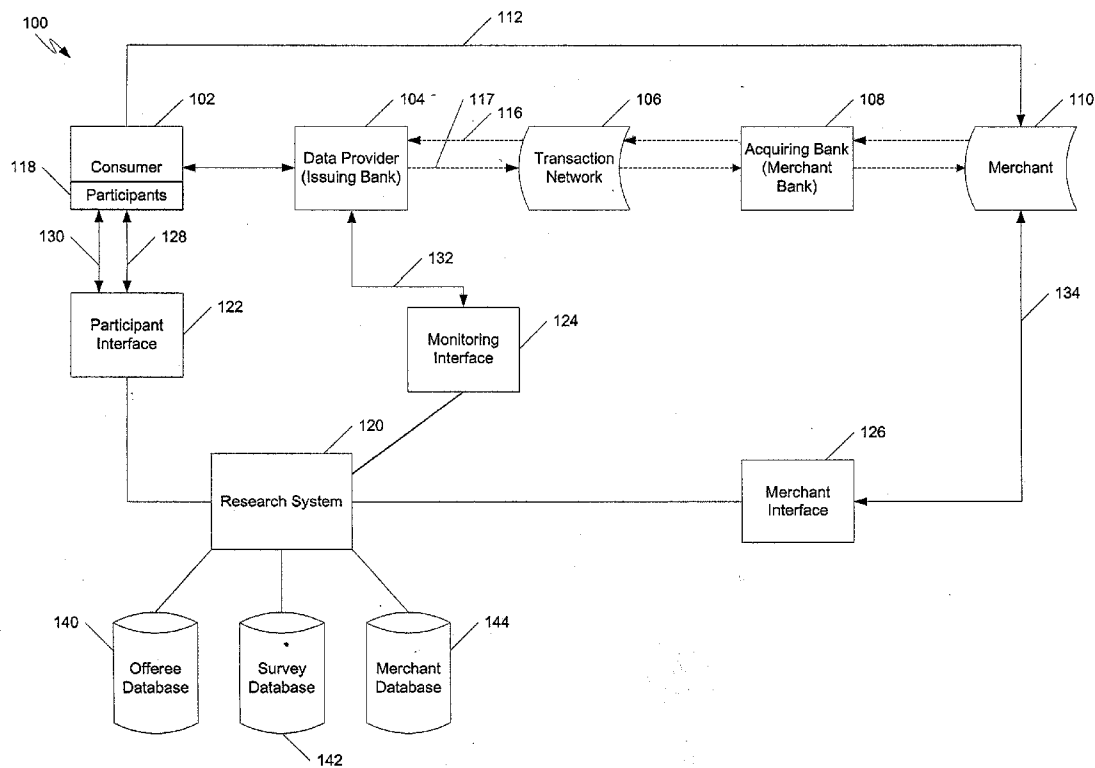 100
112
102
104
116
117
106
108
110
118
Consumer
Participants
Data Provider
(Issuing Bank)
Transaction
Network
Acquiring Bank
(Merchant
Bank)
Merchant
130
128
132
134
122
124
Participant
Interface
Monitoring
Interface
120
126
Research System
Merchant
Interface
140
144
Offeree
Database
Survey
Database
Merchant
Database
142